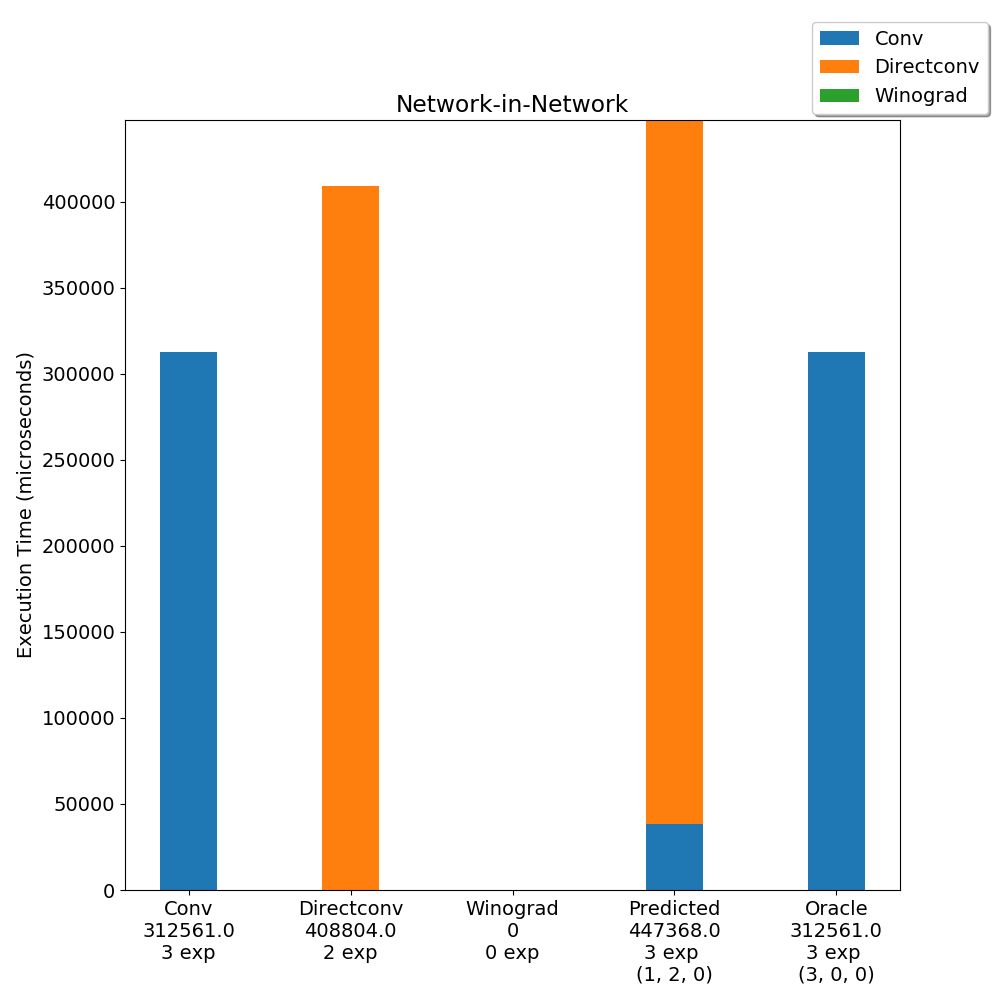 Conv
Directconv
Winograd
Network-in-Network
Execution Time (microseconds)
400000
350000
300000
250000
200000
150000
100000
50000
0
Conv
312561.0
3 exp
Directconv
408804.0
2 exp
Winograd
0
0 exp
Predicted
447368.0
3 exp
(1, 2, 0)
Oracle
312561.0
3 exp
(3, 0, 0)